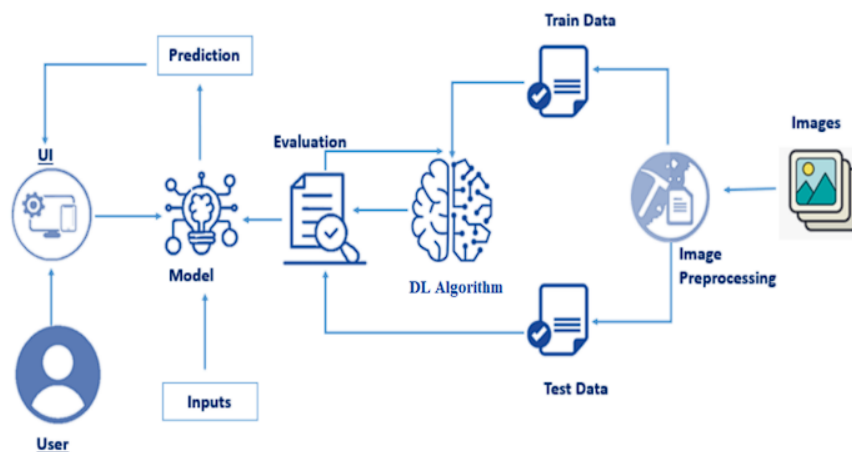 Train Data
Prediction
Images
Evaluation
UI
Model
Image
Preprocessing
DL Algorithm
Inputs
Test Data
User